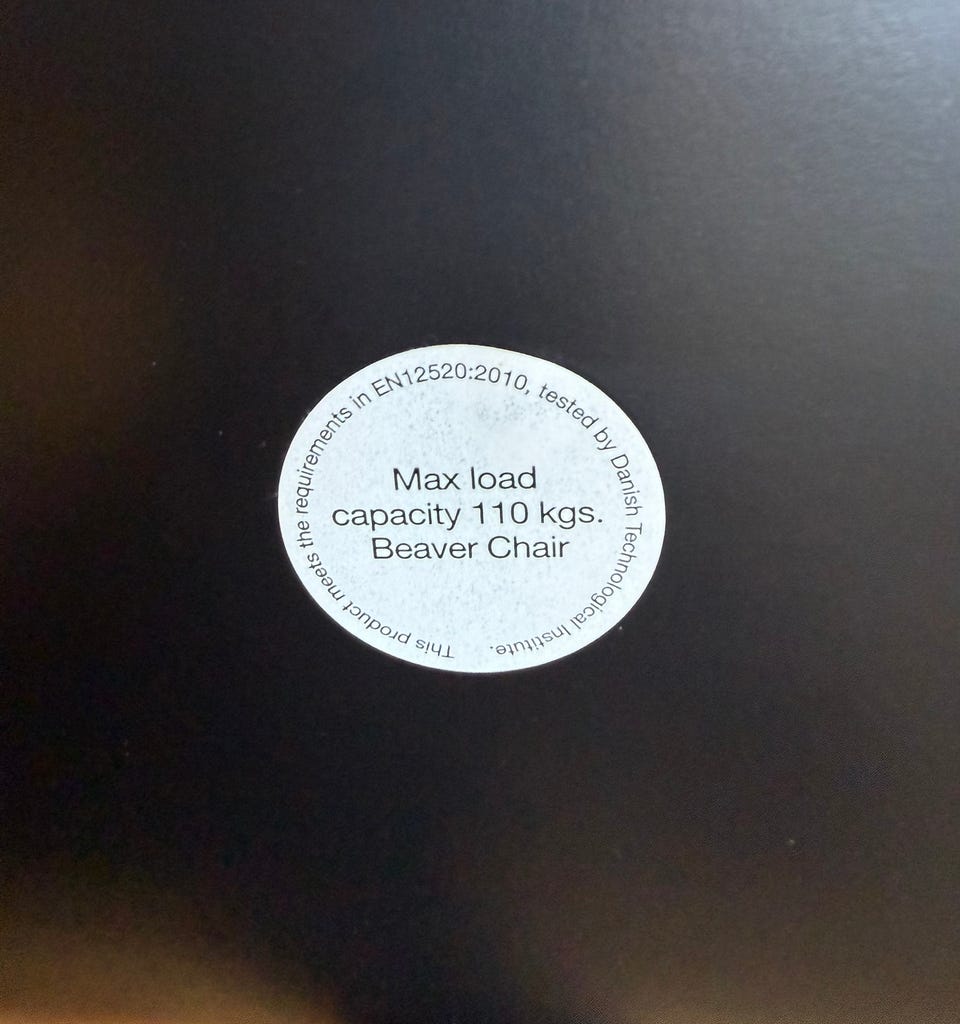 This product meets the requirements in EN12520:2010, tested by Danish Technological Institute.
Max load
capacity 110 kgs.
Beaver Chair